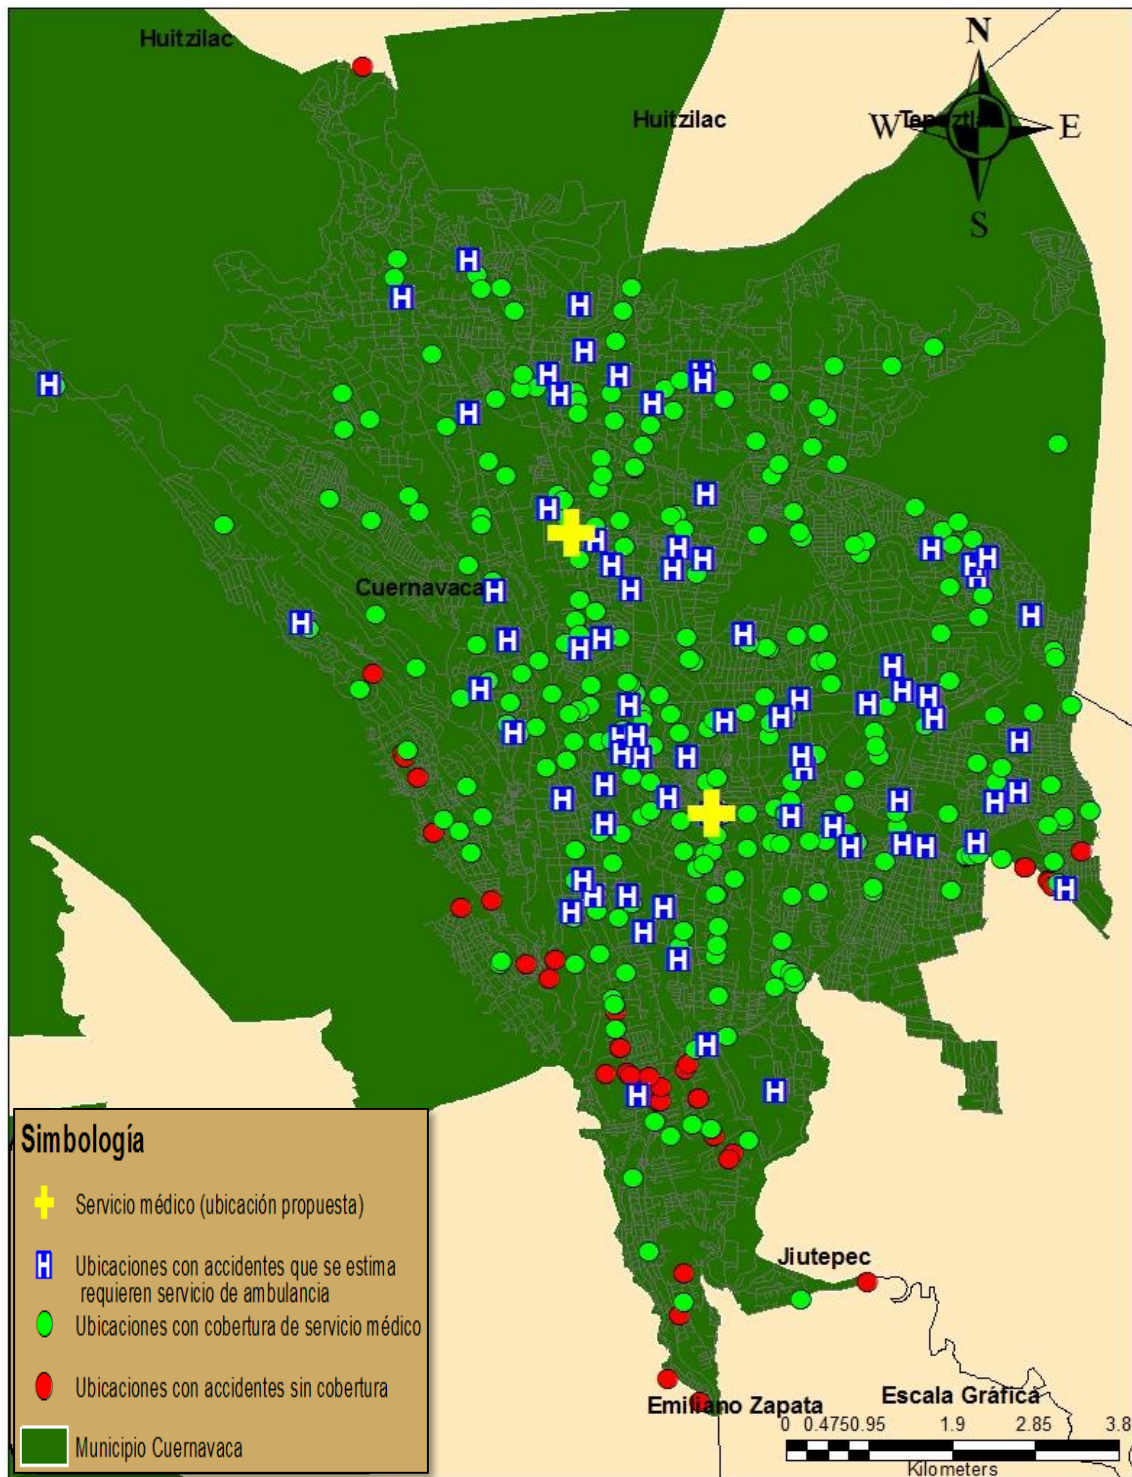 Huitzilac
N
Huitzilac
W
E
S
Cuernavaca
Simbología
Servicio médico (ubicación propuesta)
H
Ubicaciones con accidentes que se estima
requieren servicio de ambulancia
Ubicaciones con cobertura de servicio médico
Ubicaciones con accidentes sin cobertura
Municipio Cuernavaca
Jiutepec
Emiliano Zapata
Escala Gráfica
0 0.4750.95 1.9 2.85 3.8
Kilometers